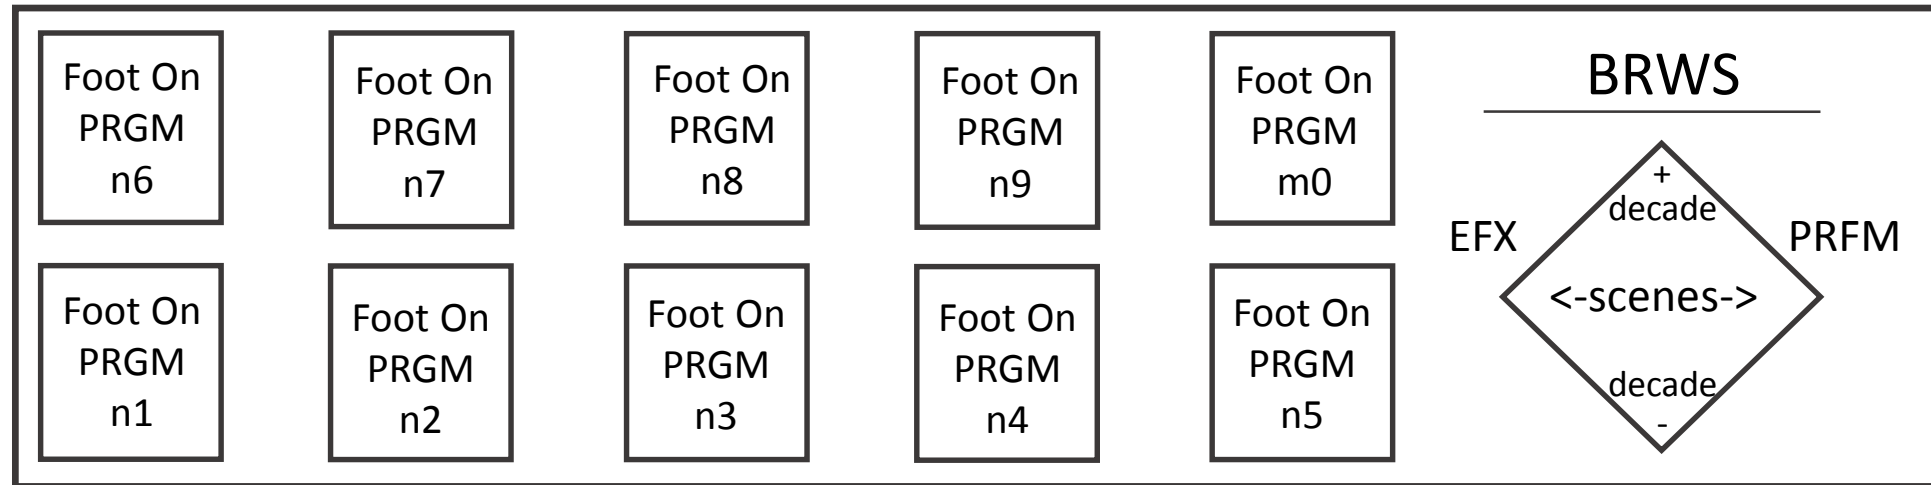 Foot On
PRGM
n6
Foot On
PRGM
n7
Foot On
PRGM
n8
Foot On
PRGM
n9
Foot On
PRGM
m0
Foot On
PRGM
n1
Foot On
PRGM
n2
Foot On
PRGM
n3
Foot On
PRGM
n4
Foot On
PRGM
n5
BRWS
+
decade
EFX
PRFM
<-scenes->
decade
-